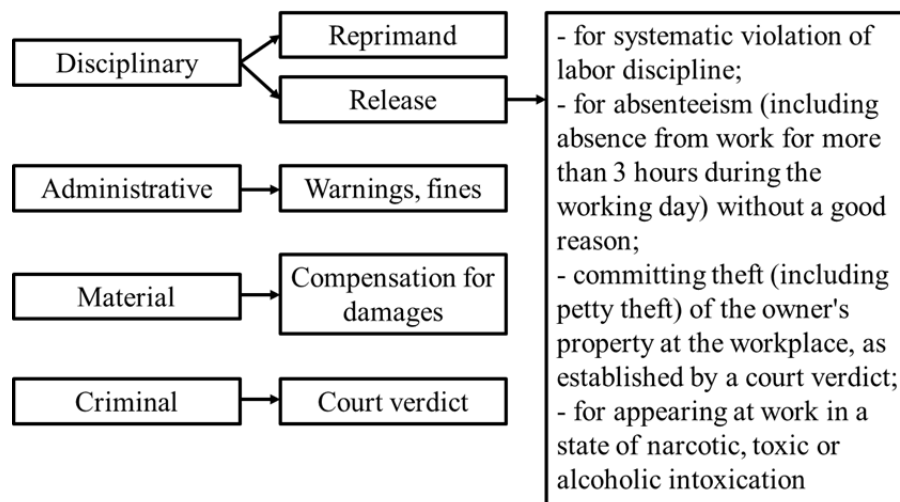 Disciplinary
Reprimand
Release
Administrative
Warnings, fines
Material
Compensation for
damages
Criminal
Court verdict
- for systematic violation of
labor discipline;
- for absenteeism (including
absence from work for more
than 3 hours during the
working day) without a good
reason;
- committing theft (including
petty theft) of the owner's
property at the workplace, as
established by a court verdict;
- for appearing at work in a
state of narcotic, toxic or
alcoholic intoxication